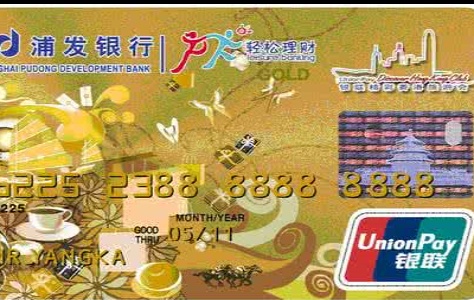 浦发银行
HAI PUDONG DEVELOPMENT BANK
轻松理财
leisure banking
GOLD
6225 2388 8888 8888
225
MONTH/YEAR
GOOD
THRU 05/11
R YANGKA
UnionPay
银联